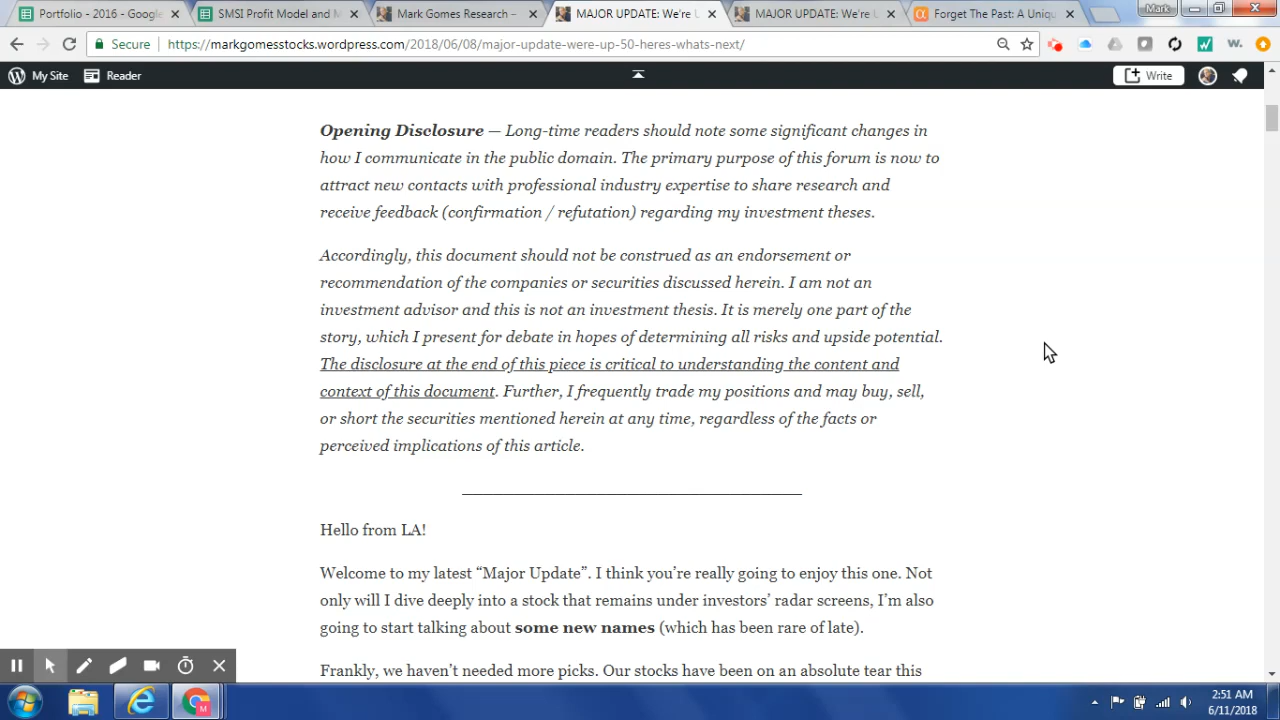 Portfolio - 2016 - Google
SMSI Profit Model and M
Mark Gomes Research –
MAJOR UPDATE: We're U
MAJOR UPDATE: We're U
Forget The Past: A Uniqu
Mark
Secure
https://markgomesstocks.wordpress.com/2018/06/08/major-update-were-up-50-heres-whats-next/
My Site
Reader
Write
Opening Disclosure — Long-time readers should note some significant changes in
how I communicate in the public domain. The primary purpose of this forum is now to
attract new contacts with professional industry expertise to share research and
receive feedback (confirmation / refutation) regarding my investment theses.
Accordingly, this document should not be construed as an endorsement or
recommendation of the companies or securities discussed herein. I am not an
investment advisor and this is not an investment thesis. It is merely one part of the
story, which I present for debate in hopes of determining all risks and upside potential.
The disclosure at the end of this piece is critical to understanding the content and
context of this document. Further, I frequently trade my positions and may buy, sell,
or short the securities mentioned herein at any time, regardless of the facts or
perceived implications of this article.
Hello from LA!
Welcome to my latest “Major Update”. I think you’re really going to enjoy this one. Not
only will I dive deeply into a stock that remains under investors’ radar screens, I’m also
going to start talking about some new names (which has been rare of late).
Frankly, we haven’t needed more picks. Our stocks have been on an absolute tear this
2:51 AM
6/11/2018